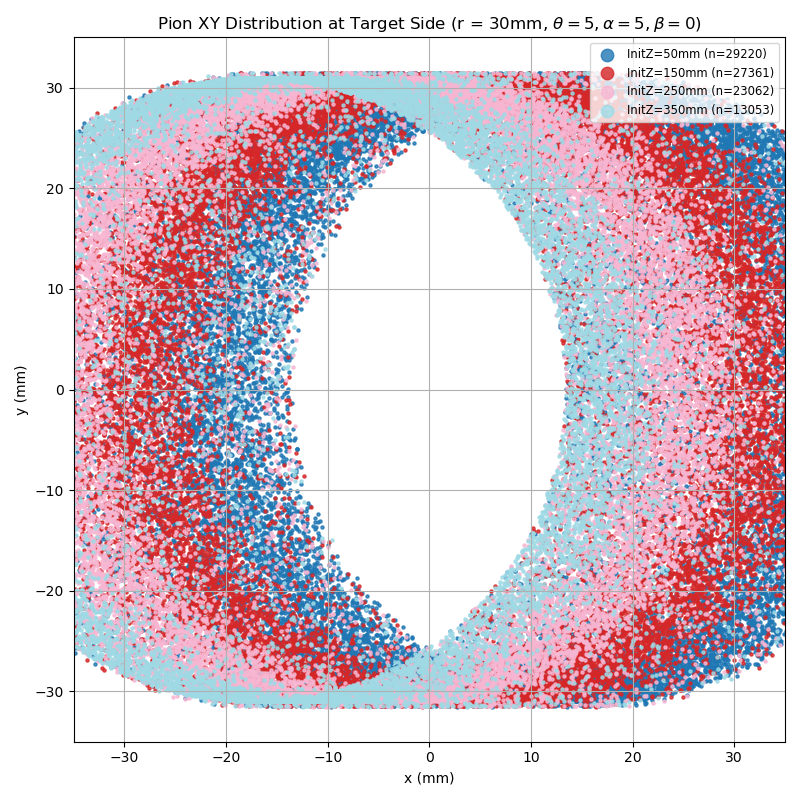 Pion XY Distribution at Target Side (r = 30mm, θ = 5, α = 5, β = 0)
InitZ=50mm (n=29220)
InitZ=150mm (n=27361)
InitZ=250mm (n=23062)
InitZ=350mm (n=13053)
30
20
10
0
−10
−20
−30
y (mm)
−30 −20 −10 0 10 20 30
x (mm)